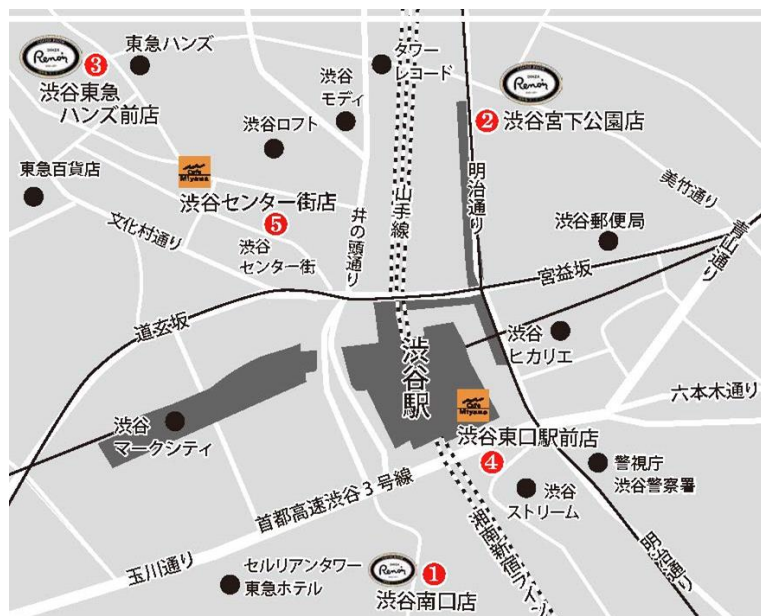 Renoir
③
渋谷東急
ハンズ前店
東急ハンズ
タワー
レコード
渋谷
モディ
渋谷ロフト
Renoir
②
渋谷宮下公園店
東急百貨店
Café
Miyama
渋谷センター街店
⑤
渋谷
センター街
文化村通り
井の頭通り
山手線
明治通り
美竹通り
渋谷郵便局
青山通り
宮益坂
道玄坂
渋谷駅
渋谷
ヒカリエ
六本木通り
渋谷
マークシティ
Café
Miyama
渋谷東口駅前店
④
警視庁
渋谷警察署
渋谷
ストリーム
首都高速渋谷3号線
湘南新宿ライン
明治通り
玉川通り
セルリアンタワー
東急ホテル
Renoir
①
渋谷南口店